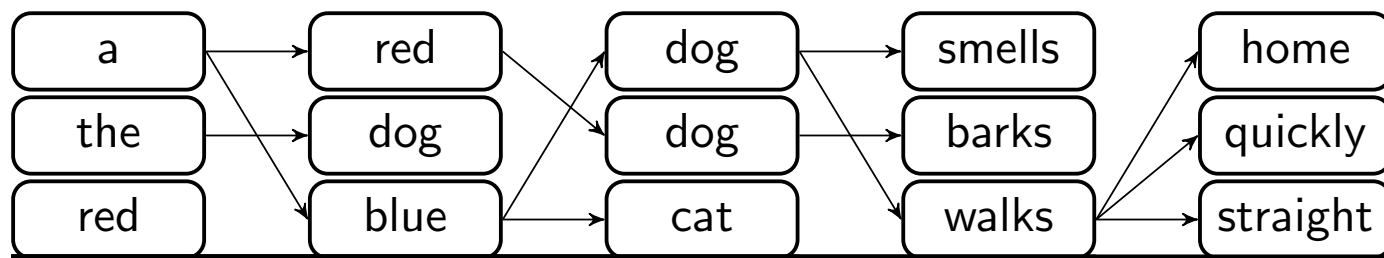 a red dog smells home
the dog dog barks quickly
red blue cat walks straight